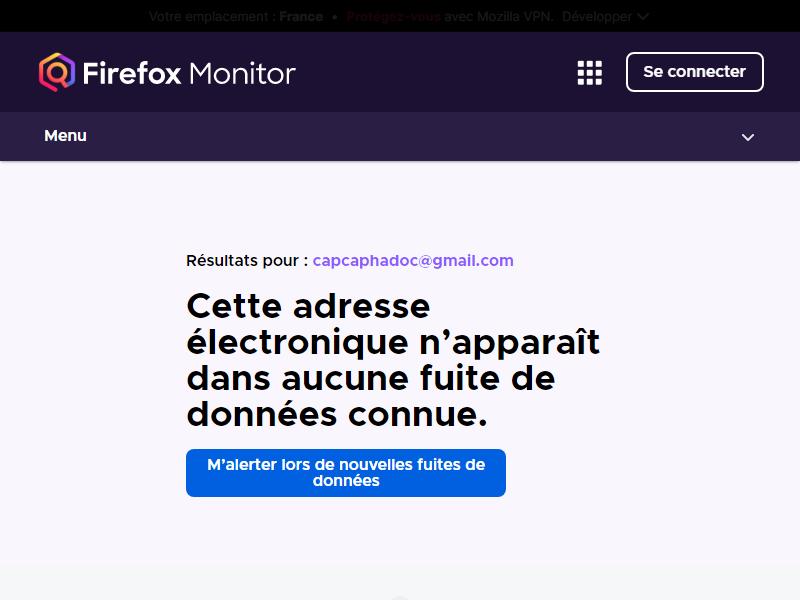 Votre emplacement : France • Protégez-vous avec Mozilla VPN. Développer
Firefox Monitor
Se connecter
Menu
Résultats pour : capcaphadoc@gmail.com
Cette adresse
électronique n’apparaît
dans aucune fuite de
données connue.
M’alerter lors de nouvelles fuites de
données